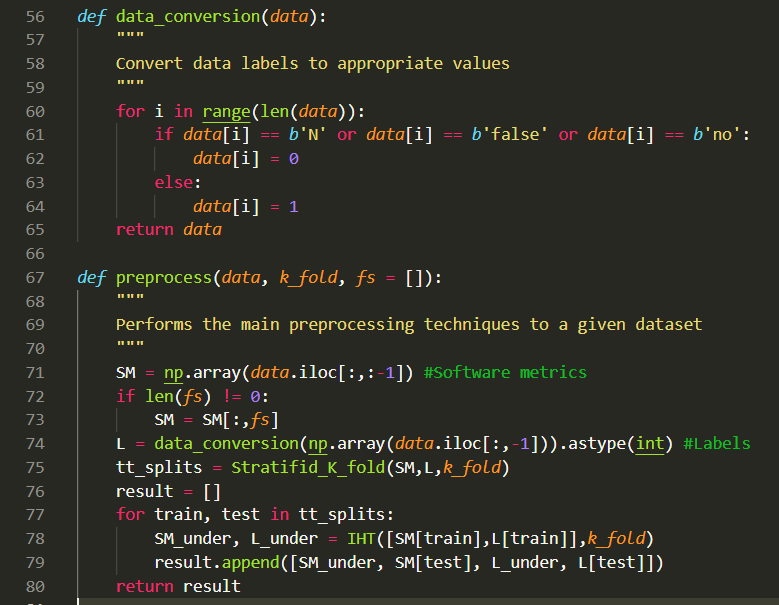 56 def data_conversion(data):
57 """
58 Convert data labels to appropriate values
59 """
60 for i in range(len(data)):
61 if data[i] == b'N' or data[i] == b'false' or data[i] == b'no':
62 data[i] = 0
63 else:
64 data[i] = 1
65 return data
66
67 def preprocess(data, k_fold, fs = []):
68 """
69 Performs the main preprocessing techniques to a given dataset
70 """
71 SM = np.array(data.iloc[:,:-1]) #Software metrics
72 if len(fs) != 0:
73 SM = SM[:,fs]
74 L = data_conversion(np.array(data.iloc[:,-1])).astype(int) #Labels
75 tt_splits = Stratifid_K_fold(SM,L,k_fold)
76 result = []
77 for train, test in tt_splits:
78 SM_under, L_under = IHT([SM[train],L[train]],k_fold)
79 result.append([SM_under, SM[test], L_under, L[test]])
80 return result